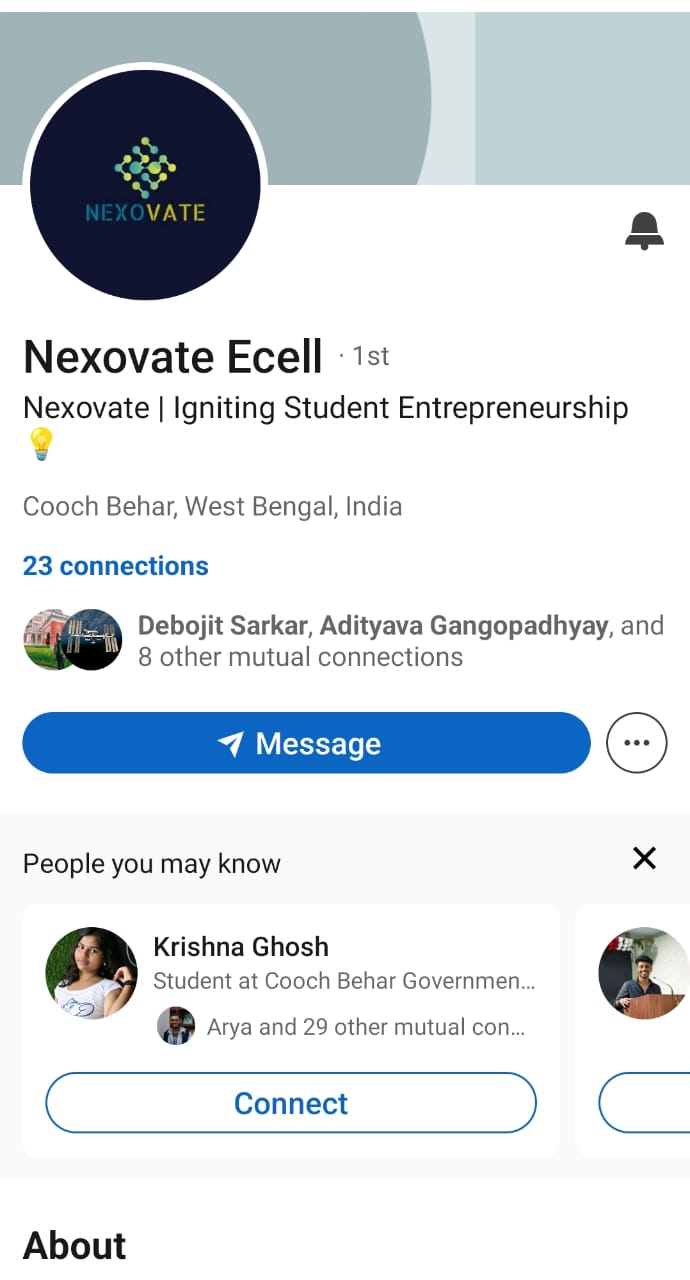 NEXOVATE
Nexovate Ecell · 1st
Nexovate | Igniting Student Entrepreneurship
💡
Cooch Behar, West Bengal, India
23 connections
Debojit Sarkar, Adityava Gangopadhyay, and
8 other mutual connections
Message
People you may know
Krishna Ghosh
Student at Cooch Behar Governmen...
Arya and 29 other mutual con...
Connect
About